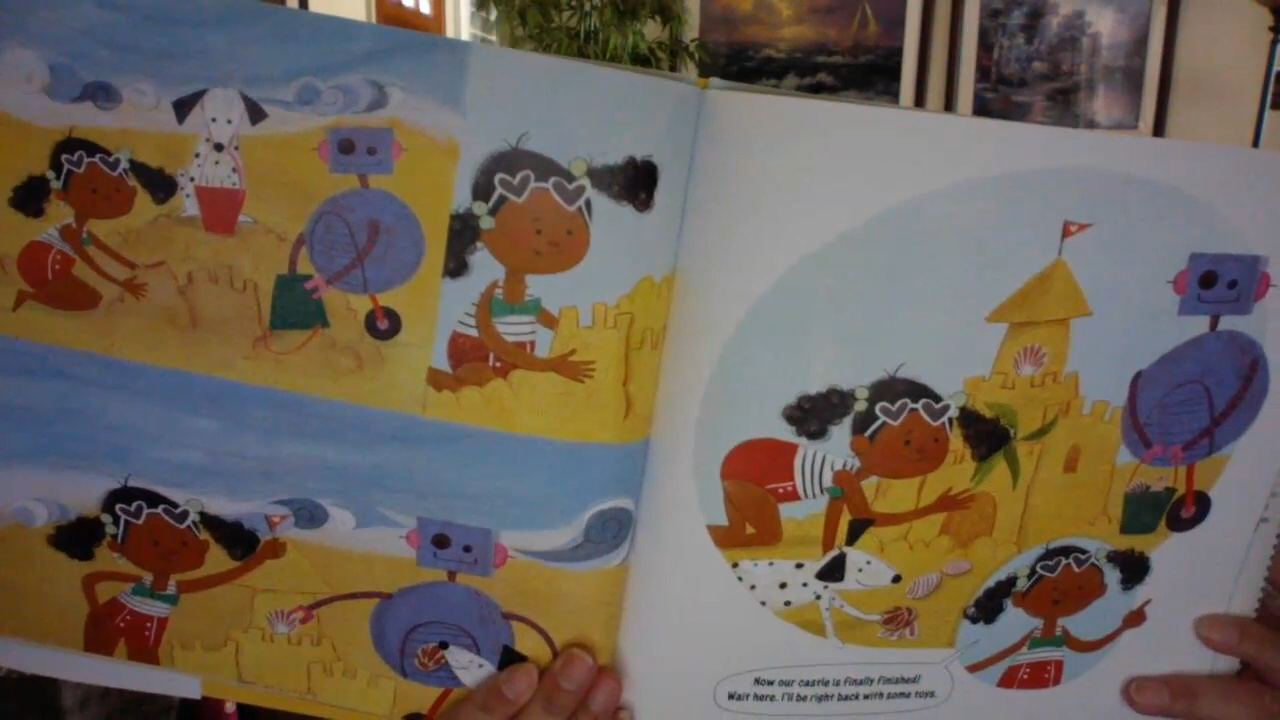 Now our castle is finally finished!
Wait here. I'll be right back with some toys.